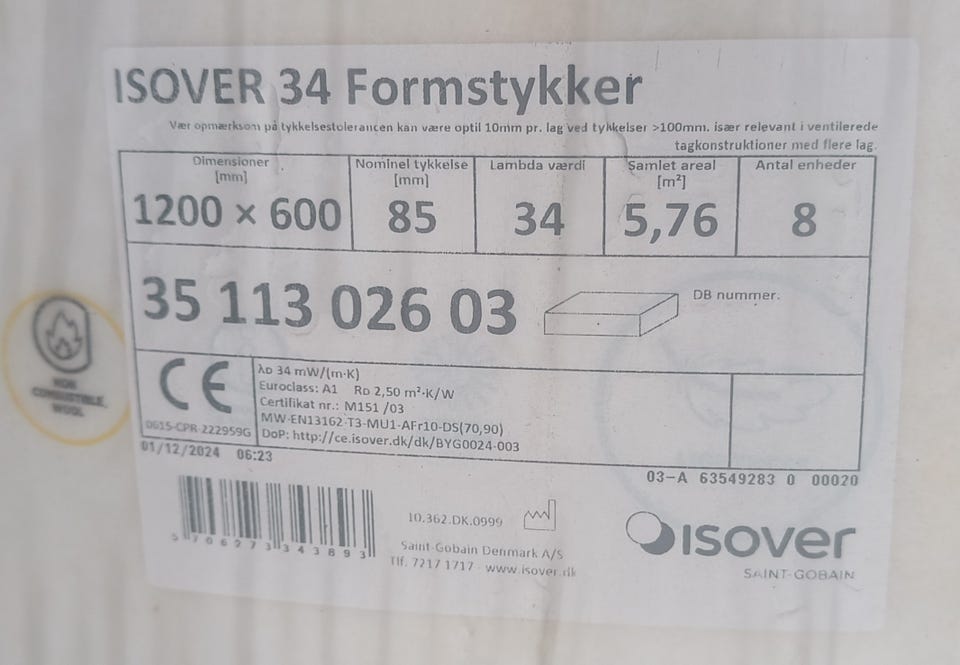 ISOVER 34 Formstykker
Vær opmærksom på tykkelsestolerancen kan være optil 10mm pr. lag ved tykkelser >100mm. især relevant i ventilerede
tagkonstruktioner med flere lag.
Dimensioner [mm] Nominel tykkelse [mm] Lambda værdi Samlet areal [m²] Antal enheder
1200 × 600 85 34 5,76 8
35 113 026 03 DB nummer.
CE
0615-CPR-222959G
λD 34 mW/(m·K)
Euroclass: A1 RD 2,50 m²·K/W
Certifikat nr.: M151 /03
MW-EN13162-T3-MU1-AFr10-DS(70,90)
DoP: http://ce.isover.dk/dk/BYG0024-003
01/12/2024 06:23
03-A 63549283 0 00020
NON
COMBUSTIBLE
WOOL
5706273343893
10.362.DK.0999
Saint-Gobain Denmark A/S
Tlf. 7217 1717 - www.isover.dk
isover
SAINT-GOBAIN